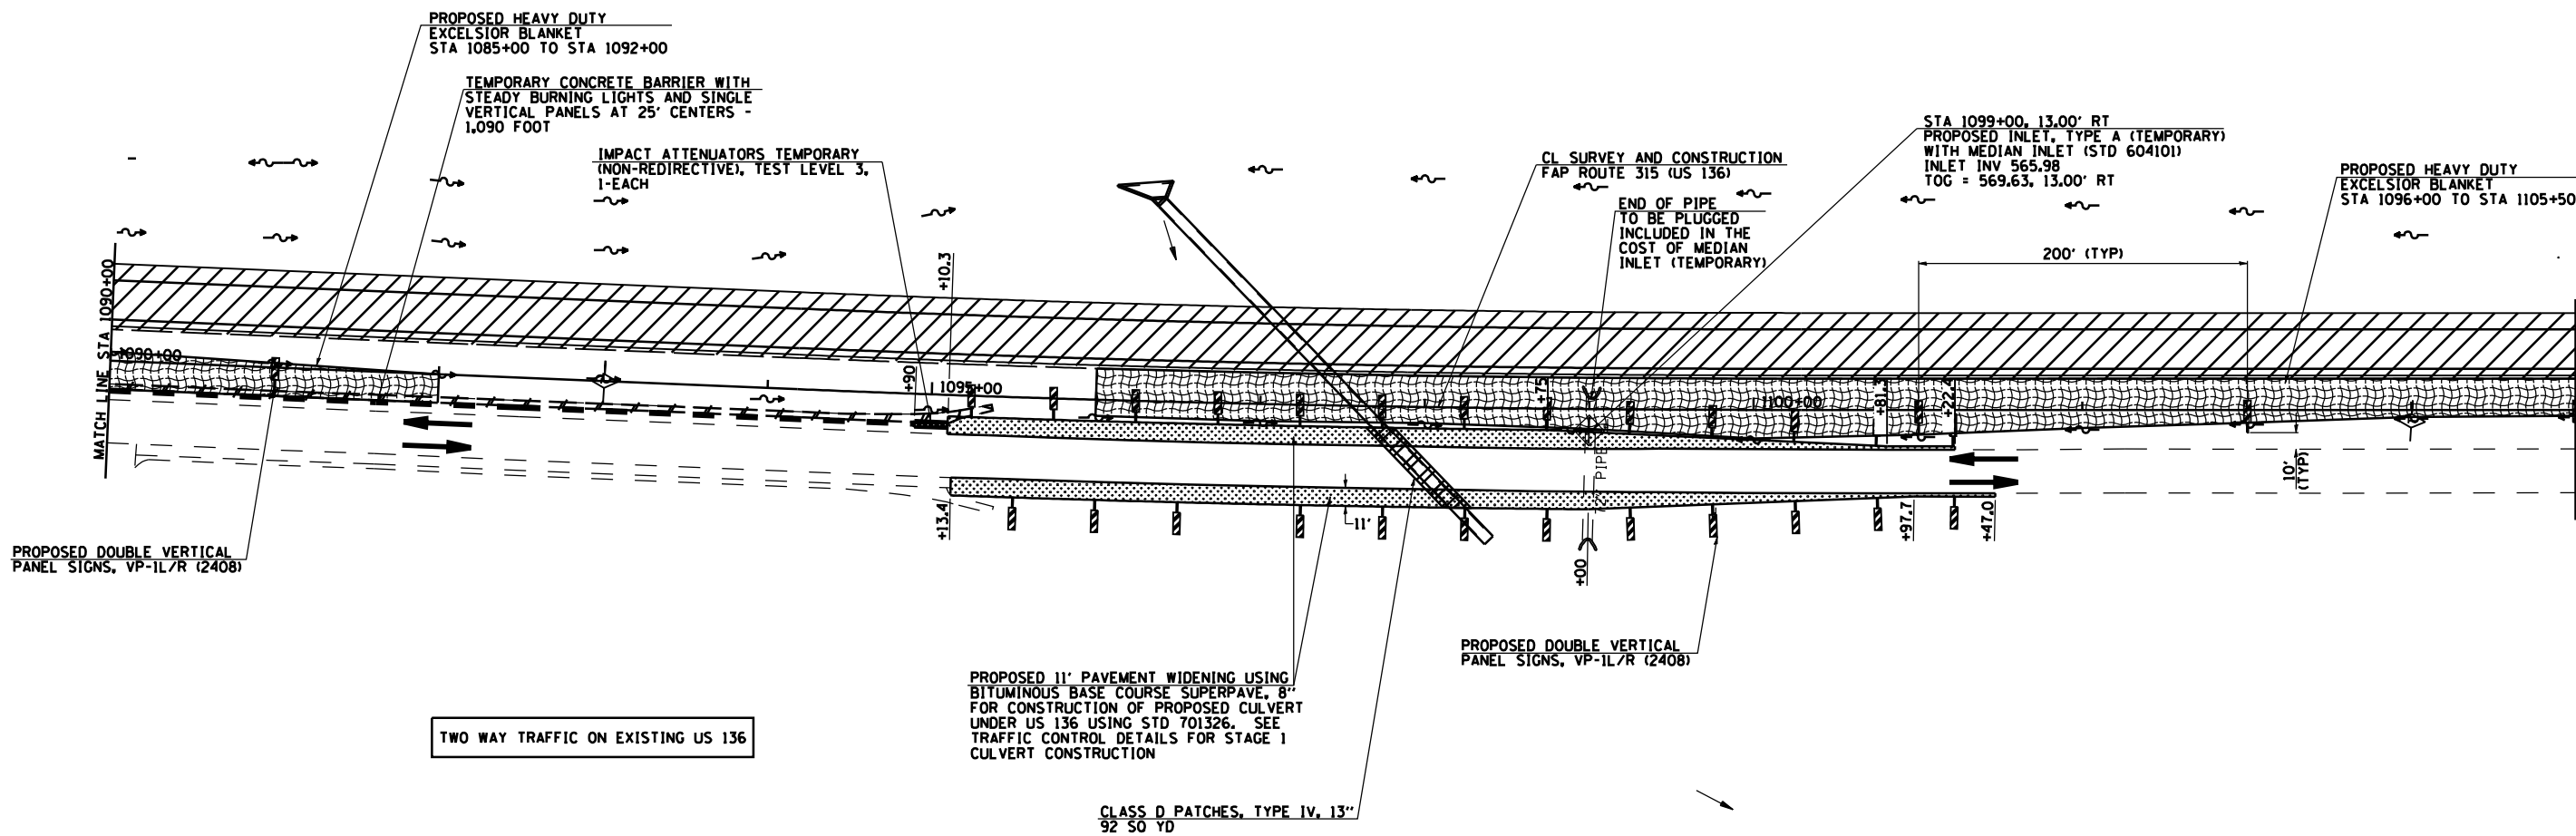 PROPOSED HEAVY DUTY
EXCELSIOR BLANKET
STA 1085+00 TO STA 1092+00
TEMPORARY CONCRETE BARRIER WITH
STEADY BURNING LIGHTS AND SINGLE
VERTICAL PANELS AT 25' CENTERS -
1,090 FOOT
IMPACT ATTENUATORS TEMPORARY
(NON-REDIRECTIVE), TEST LEVEL 3,
1-EACH
CL SURVEY AND CONSTRUCTION
FAP ROUTE 315 (US 136)
END OF PIPE
TO BE PLUGGED
INCLUDED IN THE
COST OF MEDIAN
INLET (TEMPORARY)
STA 1099+00, 13.00' RT
PROPOSED INLET, TYPE A (TEMPORARY)
WITH MEDIAN INLET (STD 604101)
INLET INV 565.98
TOG = 569.63, 13.00' RT
PROPOSED HEAVY DUTY
EXCELSIOR BLANKET
STA 1096+00 TO STA 1105+50
200' (TYP)
+10.3
MATCH LINE STA 1090+00
1090+00
+90
1095+00
+75
1100+00
+81.
+22.
PIPE
10'
(TYP)
+13.4
11'
+00
+97.7
+47.0
PROPOSED DOUBLE VERTICAL
PANEL SIGNS, VP-1L/R (2408)
PROPOSED DOUBLE VERTICAL
PANEL SIGNS, VP-1L/R (2408)
PROPOSED 11' PAVEMENT WIDENING USING
BITUMINOUS BASE COURSE SUPERPAVE, 8"
FOR CONSTRUCTION OF PROPOSED CULVERT
UNDER US 136 USING STD 701326. SEE
TRAFFIC CONTROL DETAILS FOR STAGE 1
CULVERT CONSTRUCTION
TWO WAY TRAFFIC ON EXISTING US 136
CLASS D PATCHES, TYPE IV, 13"
92 SQ YD